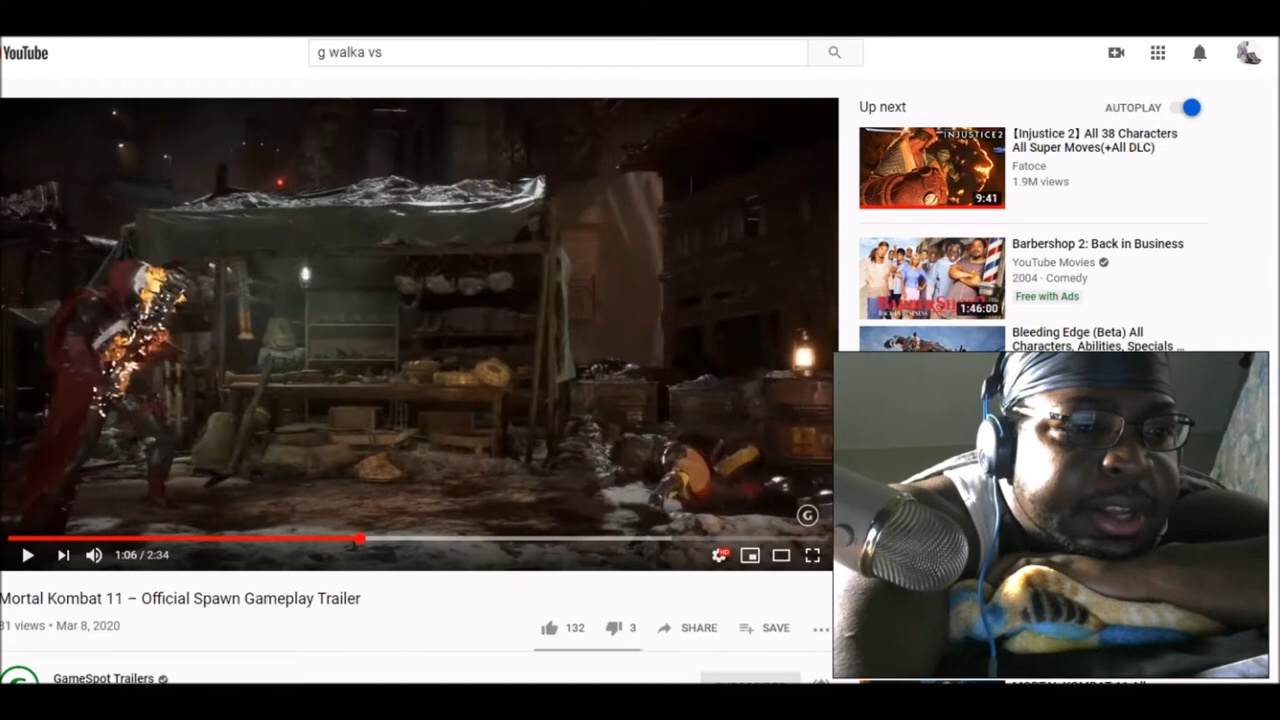 YouTube
g walka vs
Up next
AUTOPLAY
INJUSTICE2
9:41
【Injustice 2】All 38 Characters
All Super Moves(+All DLC)
Fatoce
1.9M views
1:46:00
Barbershop 2: Back in Business
YouTube Movies
2004 · Comedy
Free with Ads
Bleeding Edge (Beta) All
Characters, Abilities, Specials ...
G
1:06 / 2:34
HD
Mortal Kombat 11 – Official Spawn Gameplay Trailer
31 views • Mar 8, 2020
132
3
SHARE
SAVE
GameSpot Trailers